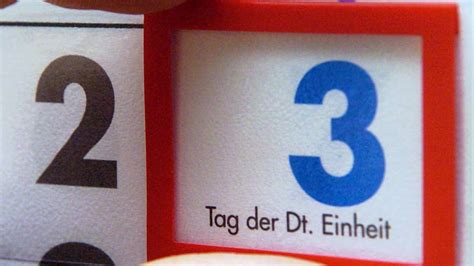 2 3
Tag der Dt. Einheit